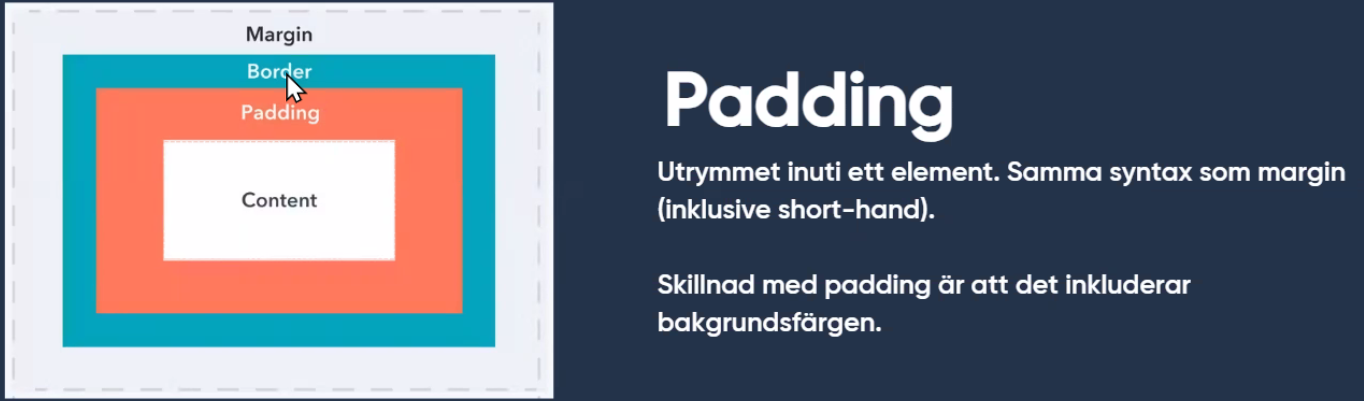 Margin
Border
Padding
Content
Padding
Utrymmet inuti ett element. Samma syntax som margin
(inklusive short-hand).
Skillnad med padding är att det inkluderar
bakgrundsfärgen.